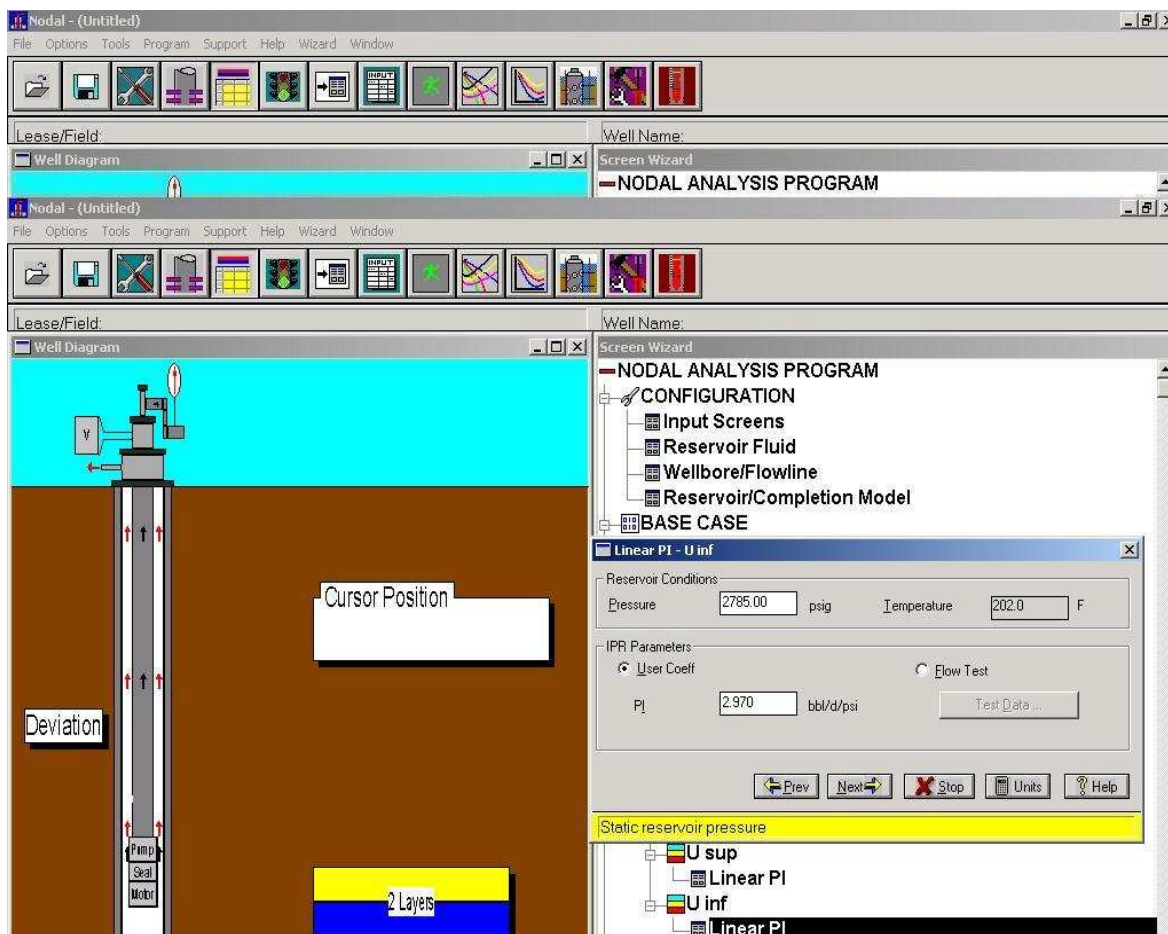 Nodal - (Untitled)
File Options Tools Program Support Help Wizard Window
INPUT
Lease/Field: Well Name:
Well Diagram Screen Wizard
NODAL ANALYSIS PROGRAM
Nodal - (Untitled)
File Options Tools Program Support Help Wizard Window
INPUT
Lease/Field: Well Name:
Well Diagram Screen Wizard
NODAL ANALYSIS PROGRAM
CONFIGURATION
Input Screens
Reservoir Fluid
Wellbore/Flowline
Reservoir/Completion Model
BASE CASE
V
Cursor Position
Deviation
Pump
Seal
Motor
2 Layers
Linear PI - U inf
Reservoir Conditions
Pressure 2785.00 psig Temperature 202.0 F
IPR Parameters
User Coeff Flow Test
PI 2.970 bbl/d/psi Test Data ...
Prev Next Stop Units Help
Static reservoir pressure
U sup
Linear PI
U inf
Linear PI